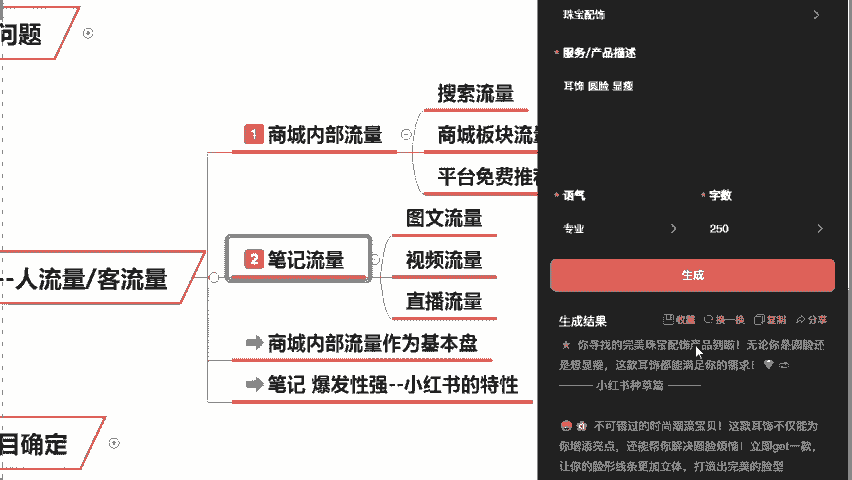 问题
1 商城内部流量
搜索流量
商城板块流
平台免费推荐
--人流量/客流量
2 笔记流量
图文流量
视频流量
直播流量
商城内部流量作为基本盘
笔记 爆发性强--小红书的特性
目确定
珠宝配饰
* 服务/产品描述
耳饰 圆脸 显瘦
* 语气
* 字数
专业
250
生成
生成结果
收藏 换一换 复制 分享
★ 你寻找的完美珠宝配饰产品到啦！无论你是圆脸还
是想显瘦，这款耳饰都能满足你的需求！
——— 小红书种草篇 ———
不可错过的时尚潮流宝贝！这款耳饰不仅能为
你增添亮点，还能帮你解决圆脸烦恼！立即get一款，
让你的脸形线条更加立体，打造出完美的脸型